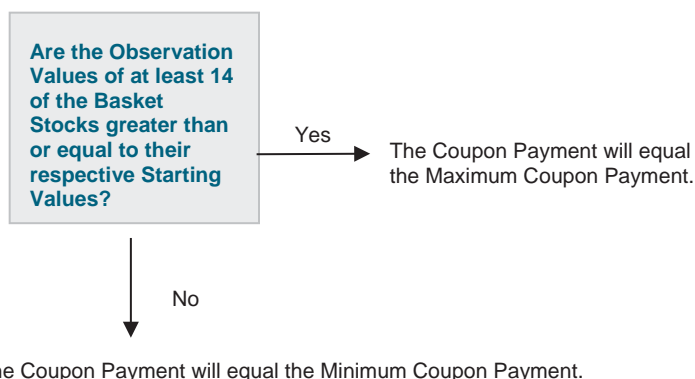 Are the Observation
Values of at least 14
of the Basket
Stocks greater than
or equal to their
respective Starting
Values?
Yes
The Coupon Payment will equal
the Maximum Coupon Payment.
No
he Coupon Payment will equal the Minimum Coupon Payment.